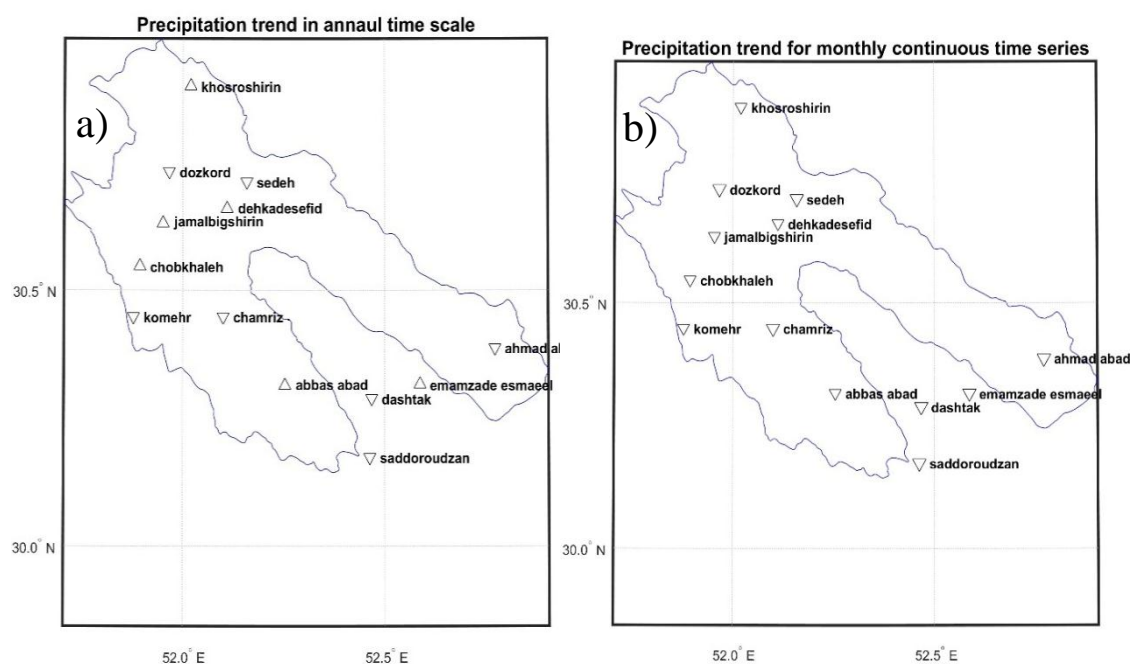 Precipitation trend in annaul time scale
a)
khosroshirin
dozkord
sedeh
dehkadesefid
jamalbigshirin
chobkhaleh
30.5° N
komehr
chamriz
ahmad al
abbas abad
emamzade esmaeel
dashtak
saddoroudzan
30.0° N
52.0° E
52.5° E
Precipitation trend for monthly continuous time series
b)
khosroshirin
dozkord
sedeh
dehkadesefid
jamalbigshirin
chobkhaleh
30.5° N
komehr
chamriz
ahmad abad
abbas abad
emamzade esmaeel
dashtak
saddoroudzan
30.0° N
52.0° E
52.5° E